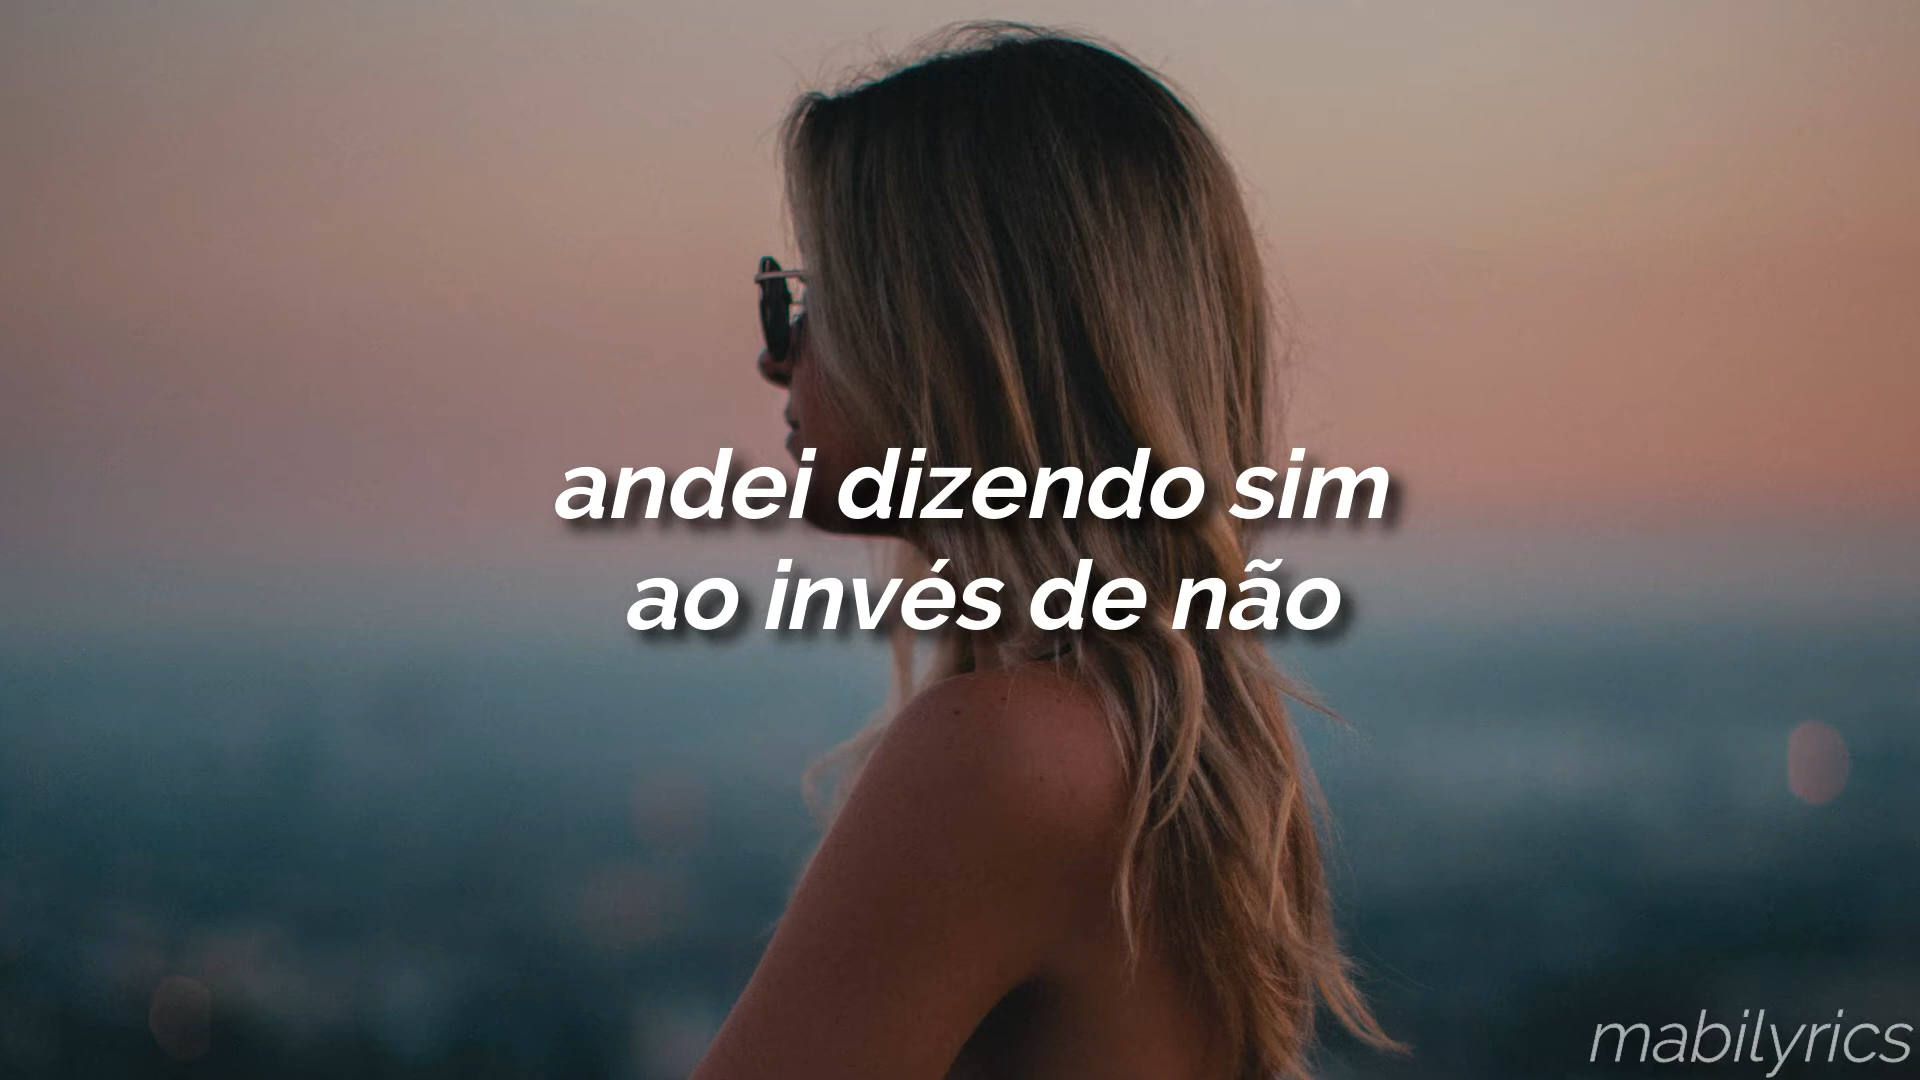 andei dizendo sim
ao invés de não
mabilyrics